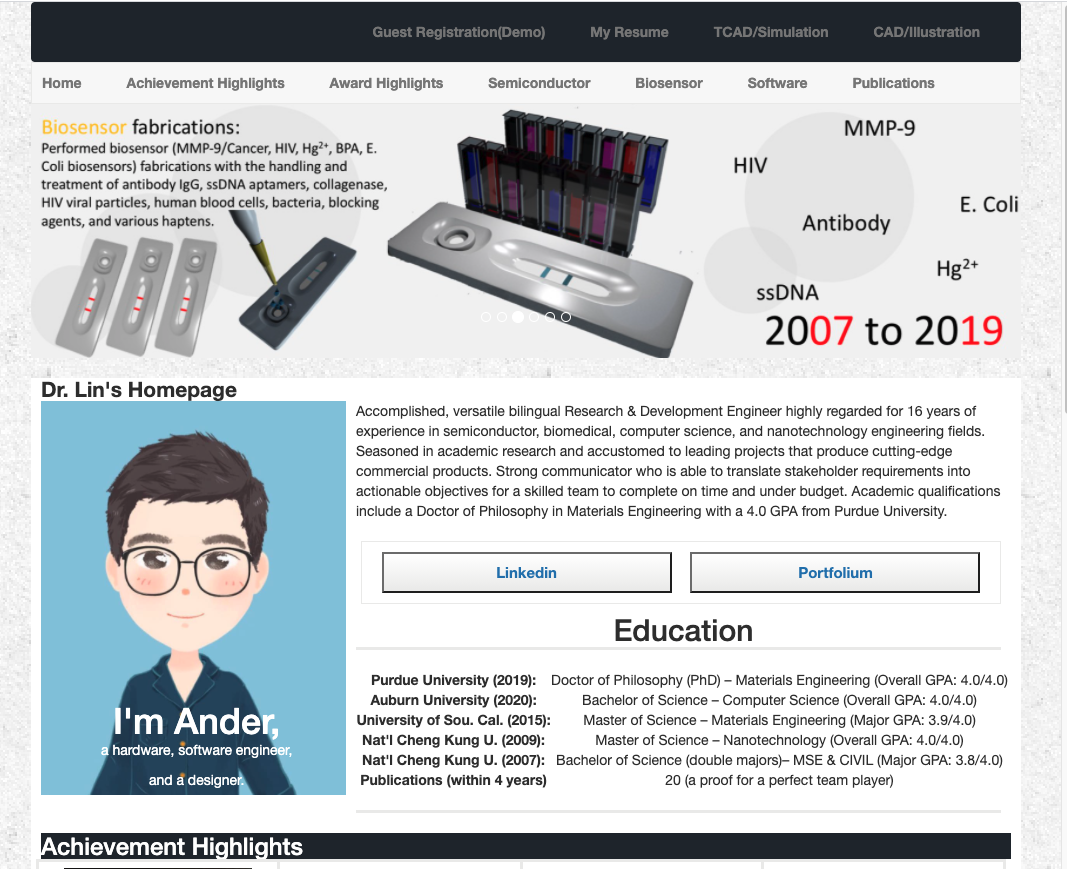 Guest Registration(Demo) My Resume TCAD/Simulation CAD/Illustration
Home Achievement Highlights Award Highlights Semiconductor Biosensor Software Publications
Biosensor fabrications:
Performed biosensor (MMP-9/Cancer, HIV, Hg²⁺, BPA, E.
Coli biosensors) fabrications with the handling and
treatment of antibody IgG, ssDNA aptamers, collagenase,
HIV viral particles, human blood cells, bacteria, blocking
agents, and various haptens.
MMP-9
HIV
E. Coli
Antibody
Hg²⁺
ssDNA
2007 to 2019
Dr. Lin's Homepage
I'm Ander,
a hardware, software engineer,
and a designer.
Accomplished, versatile bilingual Research & Development Engineer highly regarded for 16 years of
experience in semiconductor, biomedical, computer science, and nanotechnology engineering fields.
Seasoned in academic research and accustomed to leading projects that produce cutting-edge
commercial products. Strong communicator who is able to translate stakeholder requirements into
actionable objectives for a skilled team to complete on time and under budget. Academic qualifications
include a Doctor of Philosophy in Materials Engineering with a 4.0 GPA from Purdue University.
Linkedin Portfolium
Education
Purdue University (2019): Doctor of Philosophy (PhD) – Materials Engineering (Overall GPA: 4.0/4.0)
Auburn University (2020): Bachelor of Science – Computer Science (Overall GPA: 4.0/4.0)
University of Sou. Cal. (2015): Master of Science – Materials Engineering (Major GPA: 3.9/4.0)
Nat'l Cheng Kung U. (2009): Master of Science – Nanotechnology (Overall GPA: 4.0/4.0)
Nat'l Cheng Kung U. (2007): Bachelor of Science (double majors)– MSE & CIVIL (Major GPA: 3.8/4.0)
Publications (within 4 years) 20 (a proof for a perfect team player)
Achievement Highlights